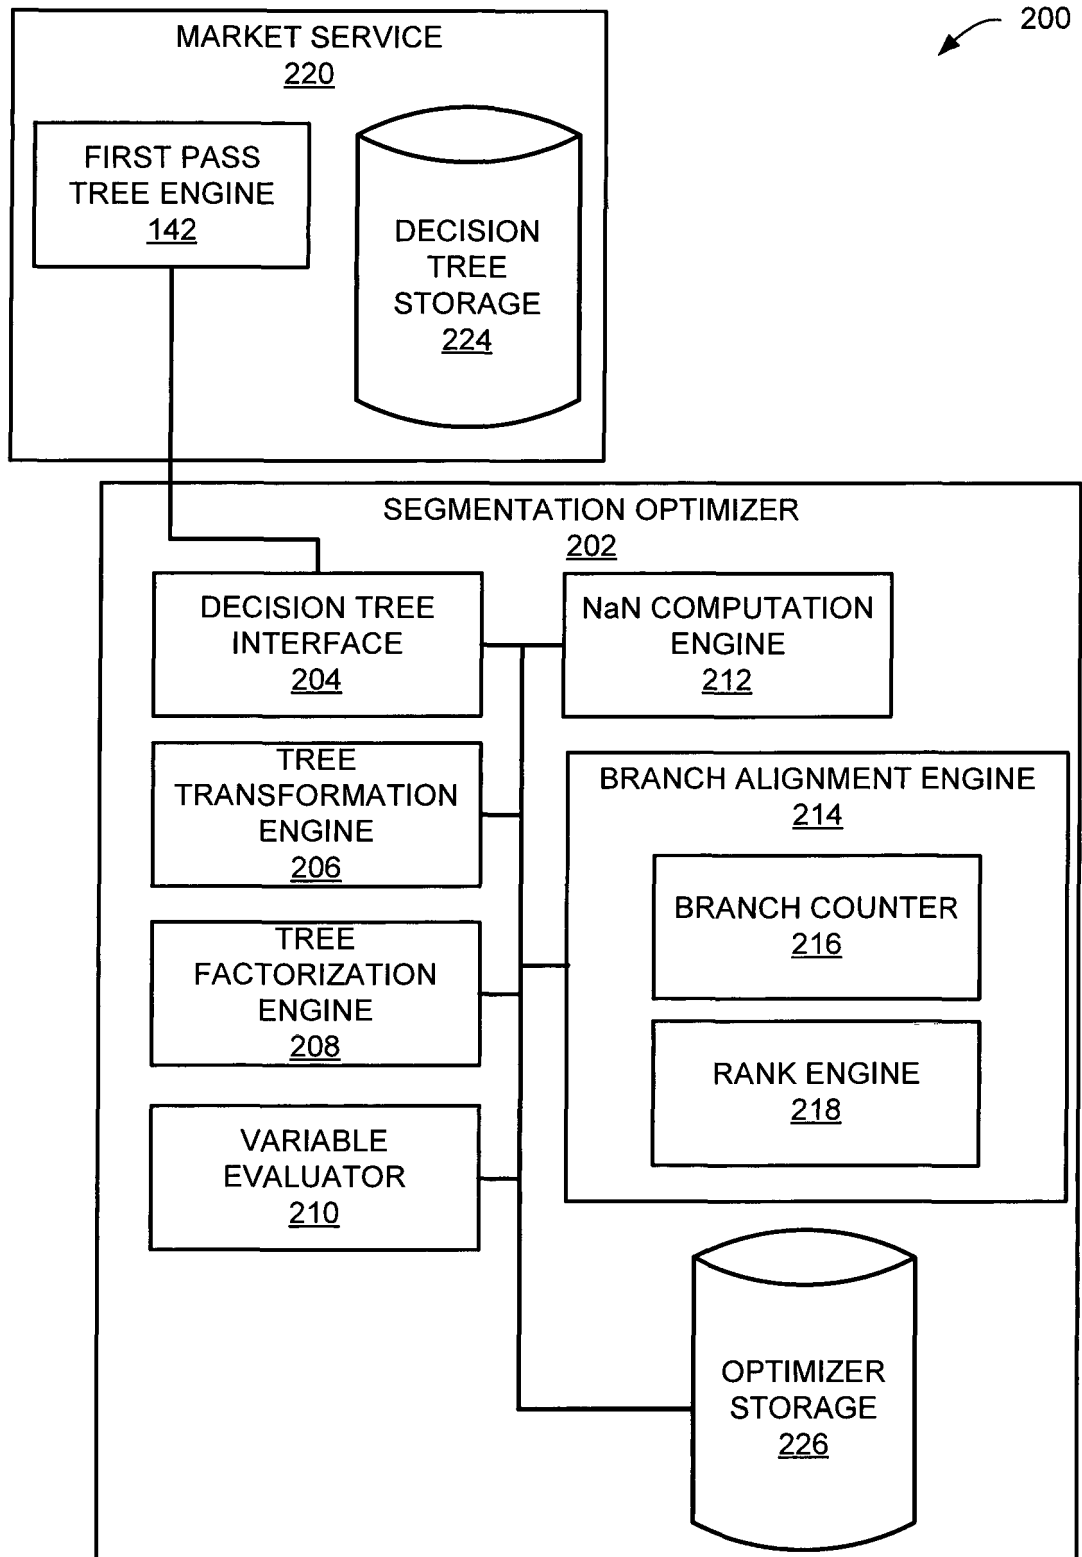 200
MARKET SERVICE
220
FIRST PASS
TREE ENGINE
142
DECISION
TREE
STORAGE
224
SEGMENTATION OPTIMIZER
202
DECISION TREE
INTERFACE
204
NaN COMPUTATION
ENGINE
212
TREE
TRANSFORMATION
ENGINE
206
BRANCH ALIGNMENT ENGINE
214
BRANCH COUNTER
216
TREE
FACTORIZATION
ENGINE
208
RANK ENGINE
218
VARIABLE
EVALUATOR
210
OPTIMIZER
STORAGE
226